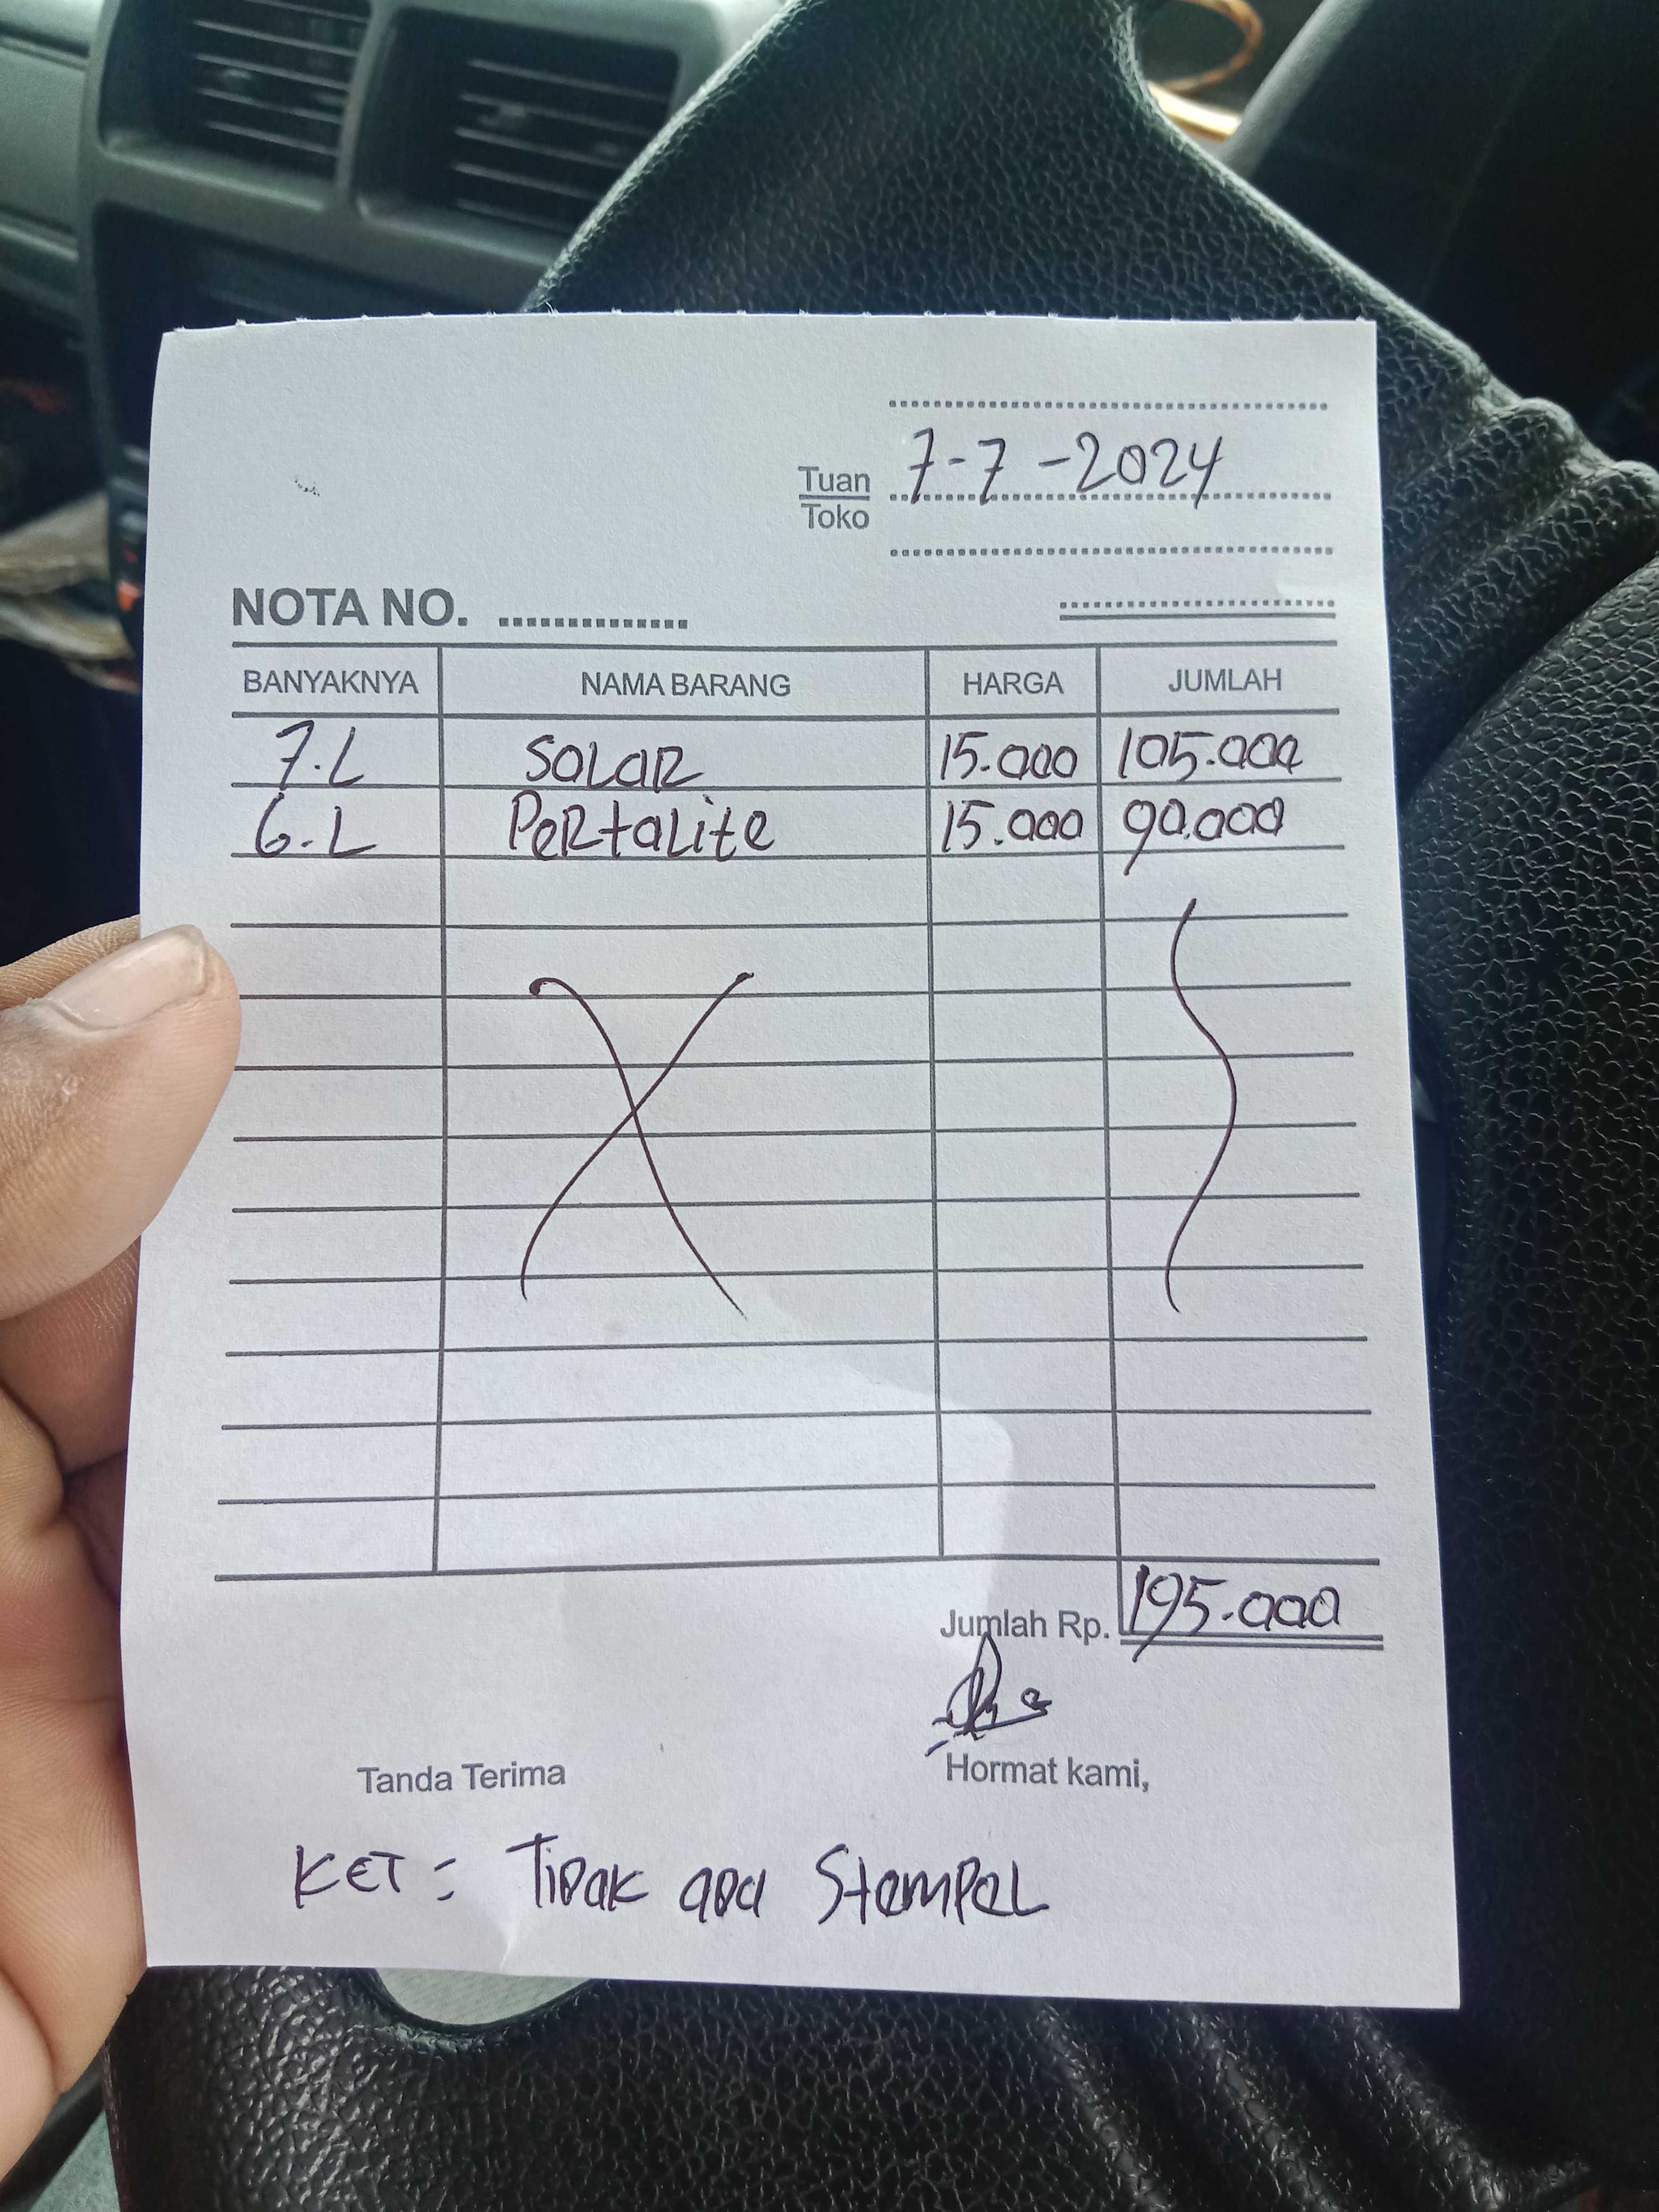 7-7-2024
Tuan
Toko
NOTA NO. ..............
BANYAKNYA NAMA BARANG HARGA JUMLAH
7.L SOLAR 15.000 105.000
6.L PeRtaLite 15.000 90.000
Jumlah Rp. 195.000
Tanda Terima Hormat kami,
KET = TiDak aDa StempeL